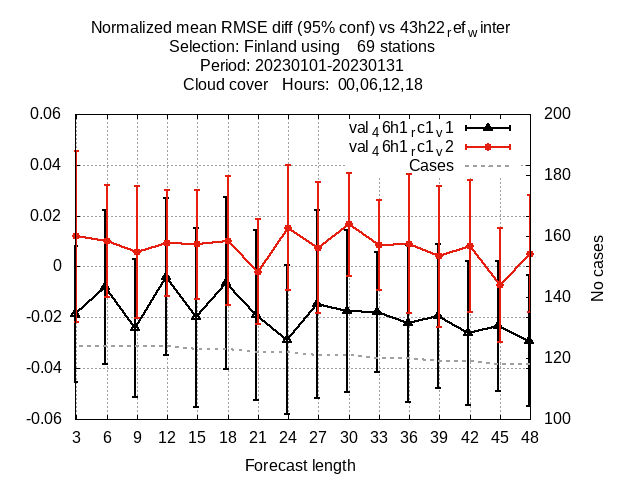 Normalized mean RMSE diff (95% conf) vs 43h22refwinter
Selection: Finland using 69 stations
Period: 20230101-20230131
Cloud cover Hours: 00,06,12,18
0.06 200
val46h1rc1v1
val46h1rc1v2
Cases
0.04 180
0.02 160
0
-0.02 140
-0.04 120
-0.06 100
No cases
3 6 9 12 15 18 21 24 27 30 33 36 39 42 45 48
Forecast length